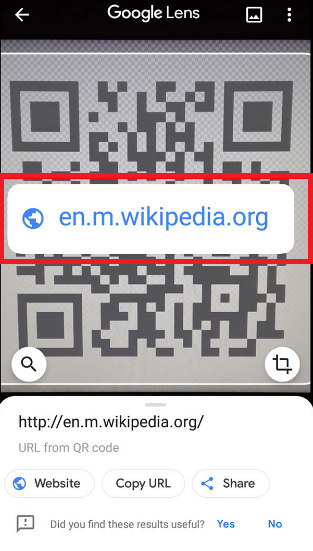 Google Lens
en.m.wikipedia.org
http://en.m.wikipedia.org/
URL from QR code
Website Copy URL Share
Did you find these results useful? Yes No